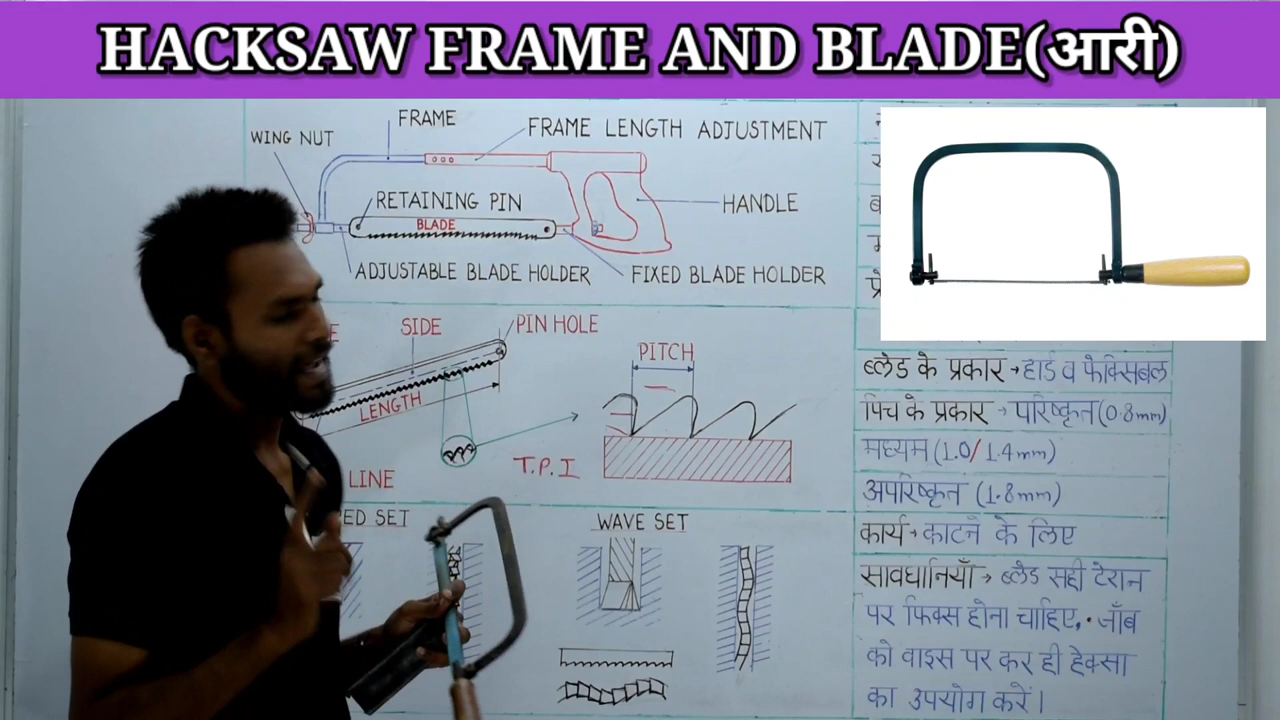 HACKSAW FRAME AND BLADE(आरी)
FRAME
WING NUT
FRAME LENGTH ADJUSTMENT
RETAINING PIN
BLADE
HANDLE
ADJUSTABLE BLADE HOLDER
FIXED BLADE HOLDER
SIDE
PIN HOLE
LENGTH
PITCH
T.P.I
LINE
SET
WAVE SET
ब्लेड के प्रकार → हार्ड व फेक्सिबल
पिच के प्रकार → परिष्कृत (0.8mm)
मध्यम (1.0/1.4mm)
अपरिष्कृत (1.8mm)
कार्य → काटने के लिए
सावधानियाँ → ब्लेड सही टेशन
पर फिक्स होना चाहिए, · जॉब
को वाइस पर कर ही हेक्सा
का उपयोग करें।